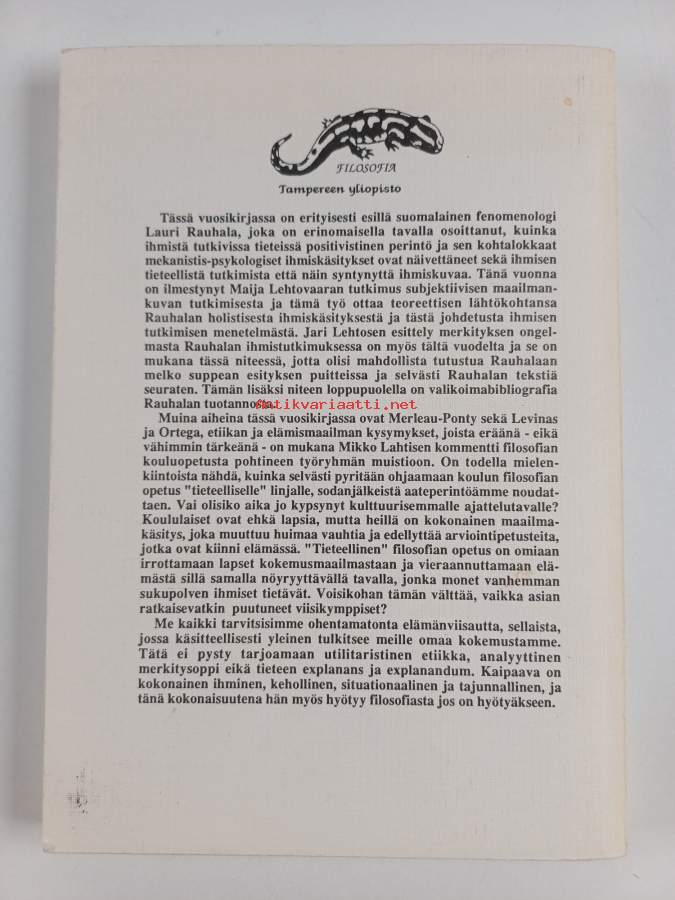 FILOSOFIA
Tampereen yliopisto
Tässä vuosikirjassa on erityisesti esillä suomalainen fenomenologi
Lauri Rauhala, joka on erinomaisella tavalla osoittanut, kuinka
ihmistä tutkivissa tieteissä positivistinen perintö ja sen kohtalokkaat
mekanistis-psykologiset ihmiskäsitykset ovat näivettäneet sekä ihmisen
tieteellistä tutkimista että näin syntynyttä ihmiskuvaa. Tänä vuonna
on ilmestynyt Maija Lehtovaaran tutkimus subjektiivisen maailman-
kuvan tutkimisesta ja tämä työ ottaa teoreettisen lähtökohtansa
Rauhalan holistisesta ihmiskäsityksestä ja tästä johdetusta ihmisen
tutkimisen menetelmästä. Jari Lehtosen esittely merkityksen ongel-
masta Rauhalan ihmistutkimuksessa on myös tältä vuodelta ja se on
mukana tässä niteessä, jotta olisi mahdollista tutustua Rauhalaan
melko suppean esityksen puitteissa ja selvästi Rauhalan tekstiä
seuraten. Tämän lisäksi niteen loppupuolella on valikoimabibliografia
Rauhalan tuotannosta.
antikvariaatti.net
Muina aiheina tässä vuosikirjassa ovat Merleau-Ponty sekä Levinas
ja Ortega, etiikan ja elämismaailman kysymykset, joista eräänä - eikä
vähimmin tärkeänä - on mukana Mikko Lahtisen kommentti filosofian
kouluopetusta pohtineen työryhmän muistioon. On todella mielen-
kiintoista nähdä, kuinka selvästi pyritään ohjaamaan koulun filosofian
opetus "tieteelliselle" linjalle, sodanjälkeistä aateperintöämme noudat-
taen. Vai olisiko aika jo kypsynyt kulttuurisemmalle ajattelutavalle?
Koululaiset ovat ehkä lapsia, mutta heillä on kokonainen maailma-
käsitys, joka muuttuu huimaa vauhtia ja edellyttää arviointipetusteita,
jotka ovat kiinni elämässä. "Tieteellinen" filosofian opetus on omiaan
irrottamaan lapset kokemusmaailmastaan ja vieraannuttamaan elä-
mästä sillä samalla nöyryyttävällä tavalla, jonka monet vanhemman
sukupolven ihmiset tietävät. Voisikohan tämän välttää, vaikka asian
ratkaisevatkin puutuneet viisikymppiset?
Me kaikki tarvitsisimme ohentamatonta elämänviisautta, sellaista,
jossa käsitteellisesti yleinen tulkitsee meille omaa kokemustamme.
Tätä ei pysty tarjoamaan utilitaristinen etiikka, analyyttinen
merkitysoppi eikä tieteen explanans ja explanandum. Kaipaava on
kokonainen ihminen, kehollinen, situationaalinen ja tajunnallinen, ja
tänä kokonaisuutena hän myös hyötyy filosofiasta jos on hyötyäkseen.